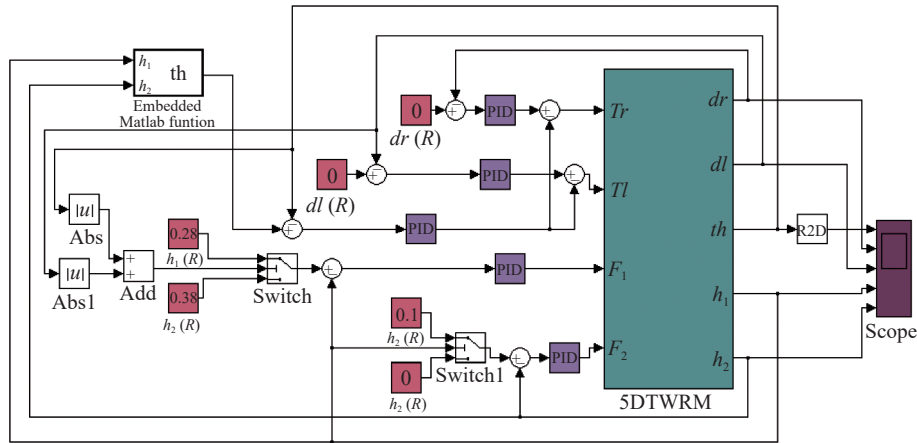 h1
h2
th
Embedded
Matlab funtion
0
dr (R)
PID
Tr
dr
0
dl (R)
PID
Tl
dl
|u|
Abs
PID
th
R2D
0.28
h1 (R)
|u|
Abs1
+
+
Add
Switch
0.38
h2 (R)
PID
F1
h1
Scope
0.1
h2 (R)
Switch1
PID
F2
h2
0
h2 (R)
5DTWRM